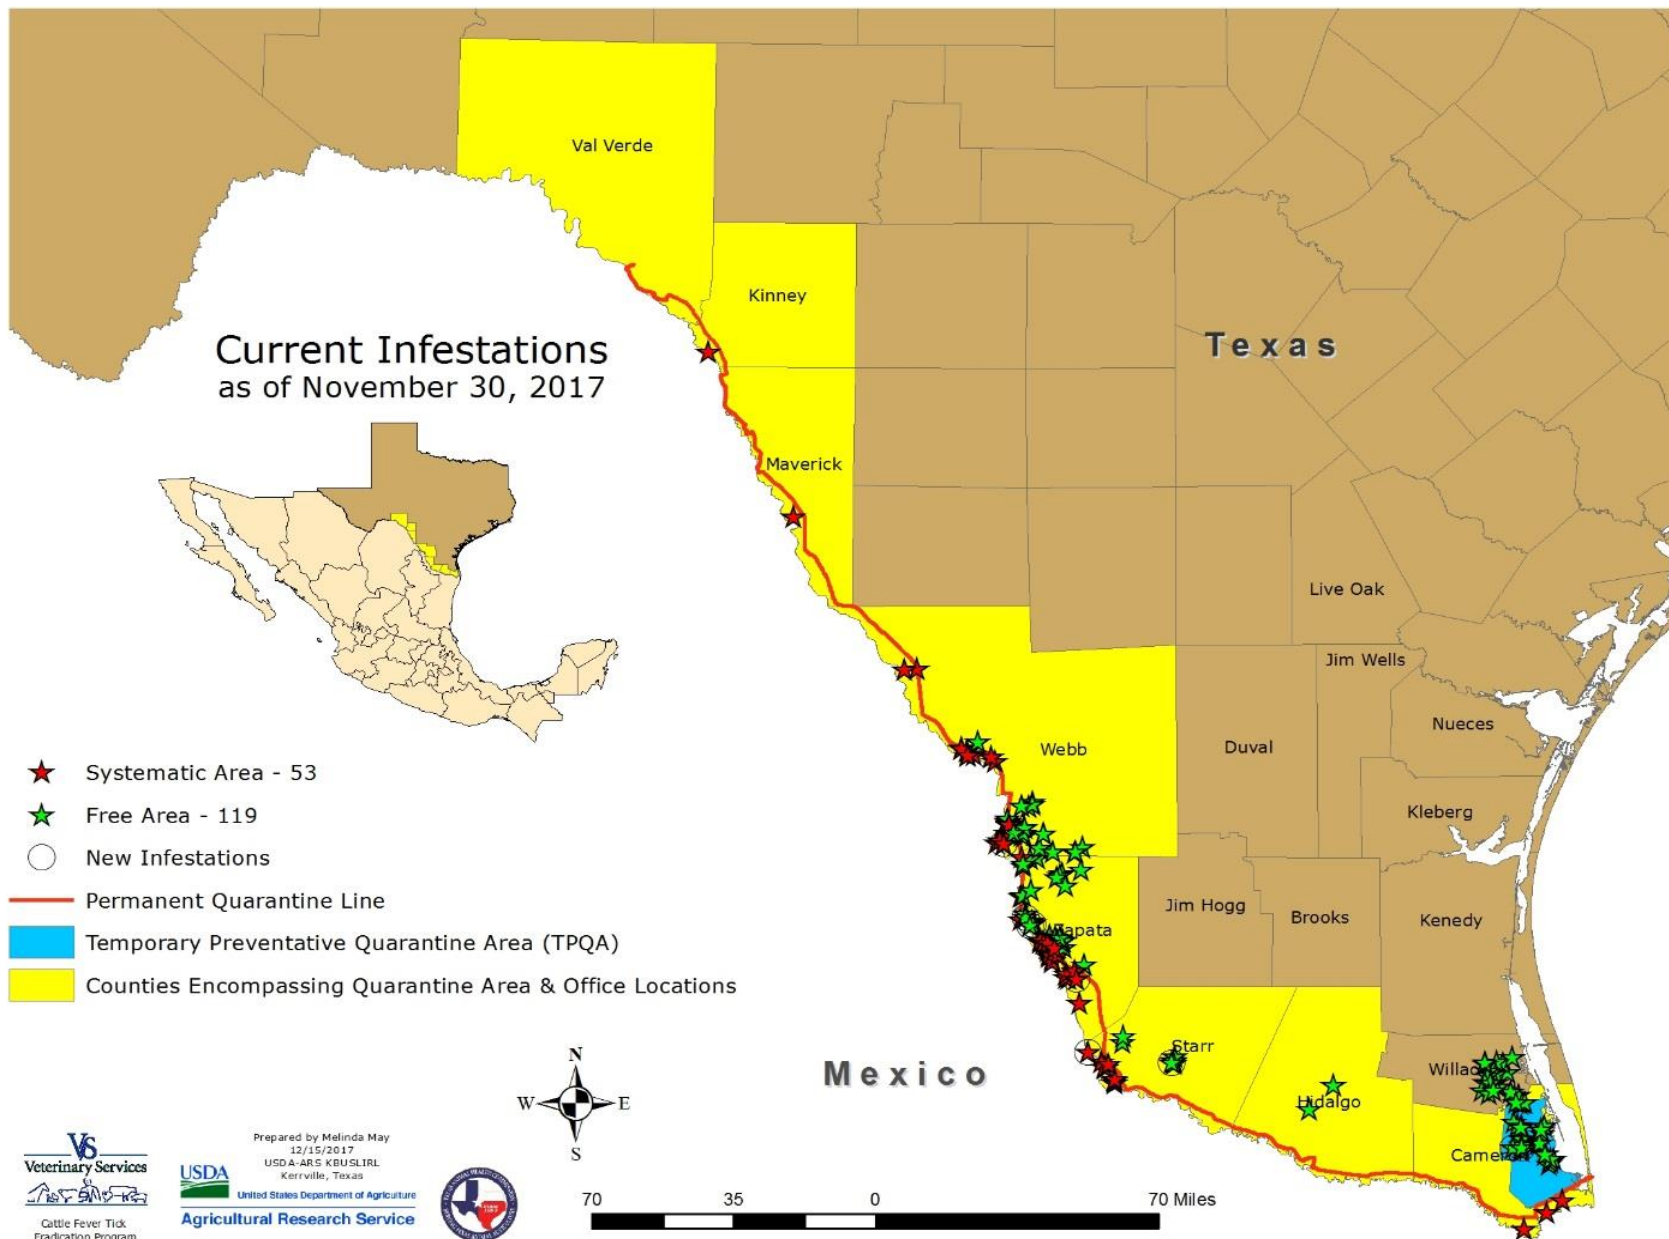 Val Verde
Kinney
Texas
Current Infestations
as of November 30, 2017
Maverick
Live Oak
Jim Wells
Nueces
Webb
Duval
Kleberg
Systematic Area - 53
Free Area - 119
New Infestations
Permanent Quarantine Line
Temporary Preventative Quarantine Area (TPQA)
Counties Encompassing Quarantine Area & Office Locations
Jim Hogg
Brooks
Kenedy
Starr
Mexico
Hidalgo
N
W
E
S
VS
Veterinary Services
Cattle Fever Tick
Eradication Program
Prepared by Melinda May
12/15/2017
USDA-ARS KBUSLIRL
Kerrville, Texas
USDA
United States Department of Agriculture
Agricultural Research Service
70 35 0 70 Miles